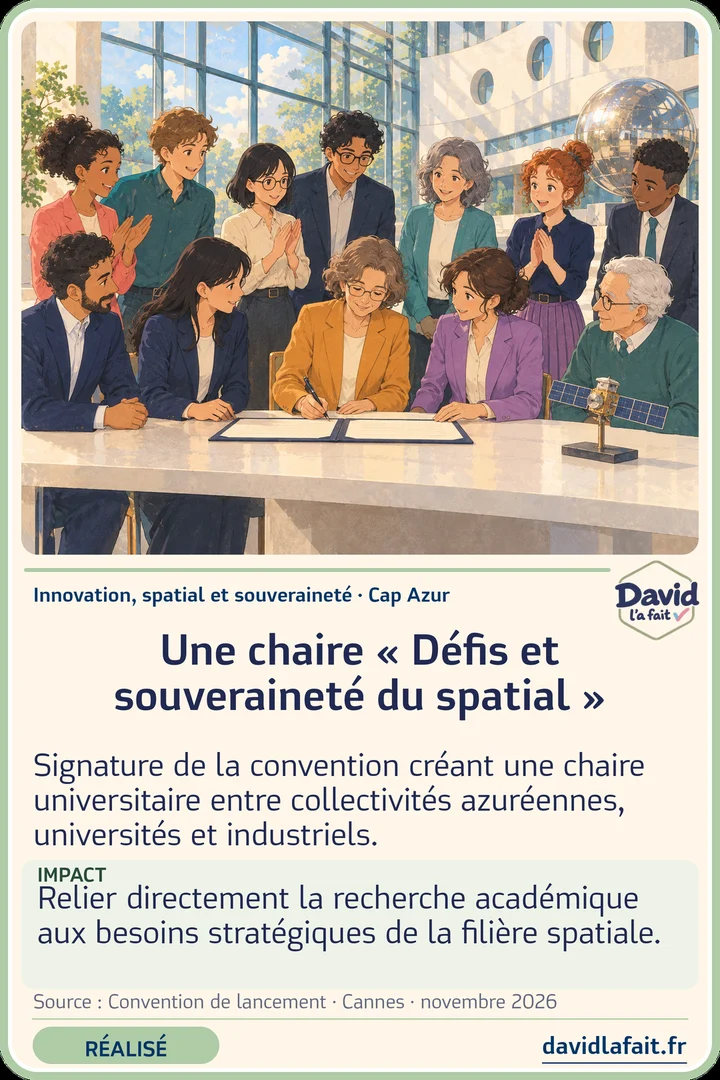 Innovation, spatial et souveraineté · Cap Azur
David
l'a fait
Une chaire « Défis et
souveraineté du spatial »
Signature de la convention créant une chaire
universitaire entre collectivités azuréennes,
universités et industriels.
IMPACT
Relier directement la recherche académique
aux besoins stratégiques de la filière spatiale.
Source : Convention de lancement · Cannes · novembre 2026
RÉALISÉ
davidlafait.fr